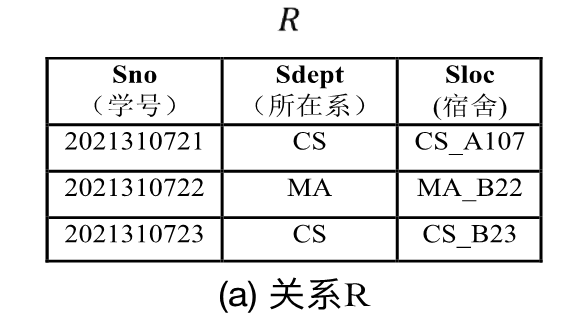 R
Sno Sdept Sloc
（学号） （所在系） (宿舍)
2021310721 CS CS_A107
2021310722 MA MA_B22
2021310723 CS CS_B23
(a) 关系R